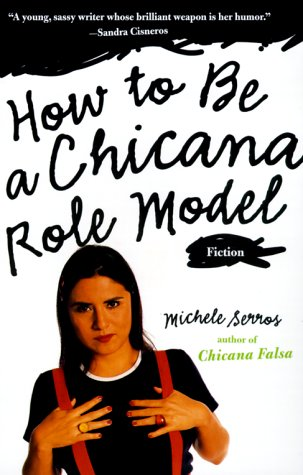 "A young, sassy writer whose brilliant weapon is her humor."
—Sandra Cisneros
How to Be
a Chicana
Role Model
Fiction
Michele Serros
author of
Chicana Falsa